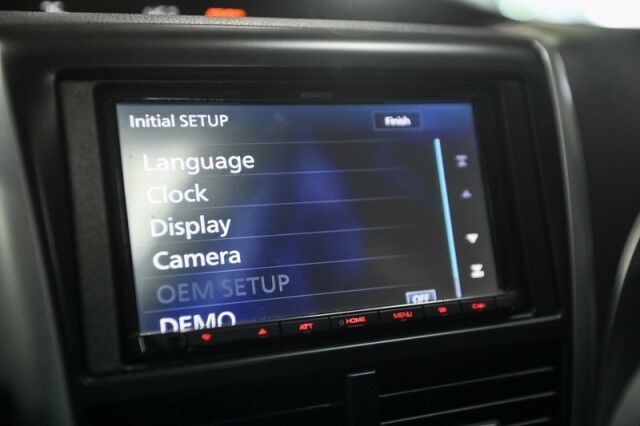 KENWOOD
Initial SETUP Finish
Language
Clock
Display
Camera
OEM SETUP
DEMO OFF
ATT HOME MENU